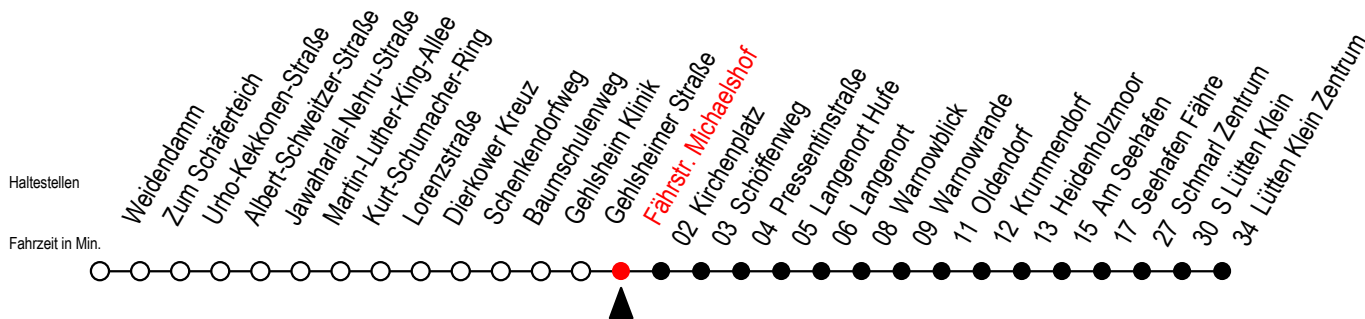 Haltestellen
Fahrzeit in Min.
Weidendamm
Zum Schäferteich
Urho-Kekkonen-Straße
Albert-Schweitzer-Straße
Jawaharlal-Nehru-Straße
Martin-Luther-King-Allee
Kurt-Schumacher-Ring
Lorenzstraße
Dierkower Kreuz
Schenkendorfweg
Baumschulenweg
Gehlsheim Klinik
Gehlsheimer Straße
Fährstr. Michaelshof
02 Kirchenplatz
03 Schöffenweg
04 Pressentinstraße
05 Langenort Hufe
06 Langenort
08 Warnowblick
09 Warnowrande
11 Oldendorf
12 Krummendorf
13 Heidenholzmoor
15 Am Seehafen
17 Seehafen Fähre
27 Schmarl Zentrum
30 S Lütten Klein
34 Lütten Klein Zentrum